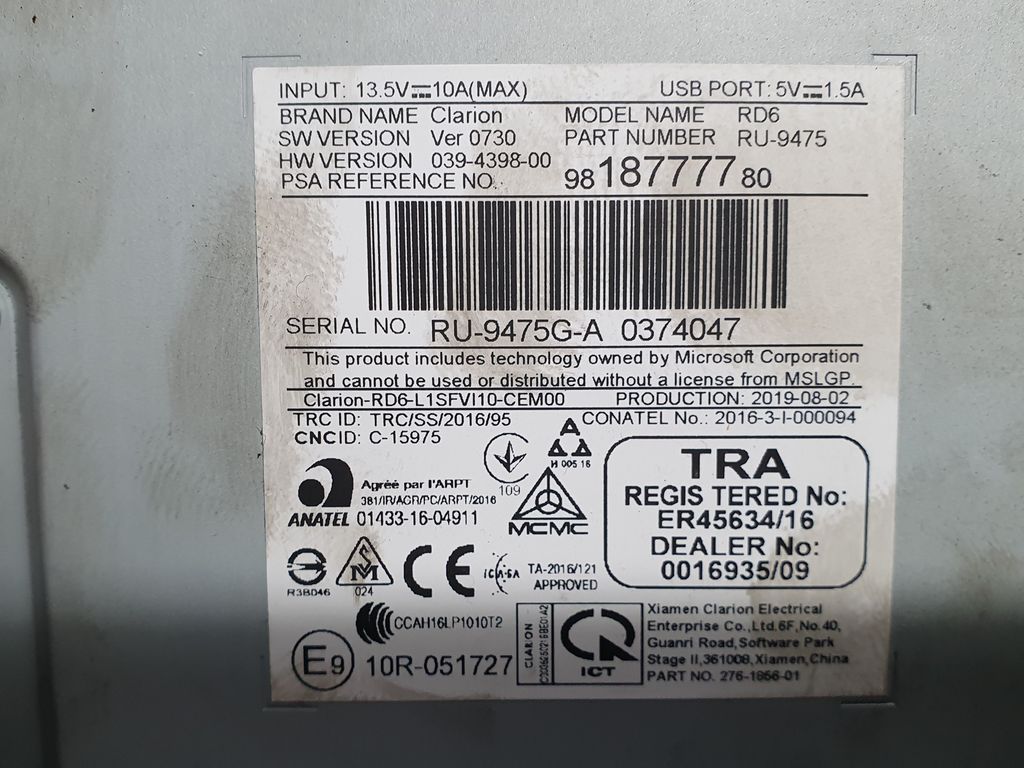 INPUT: 13.5V⎓10A(MAX) USB PORT: 5V⎓1.5A
BRAND NAME Clarion MODEL NAME RD6
SW VERSION Ver 0730 PART NUMBER RU-9475
HW VERSION 039-4398-00
PSA REFERENCE NO. 9818777780
SERIAL NO. RU-9475G-A 0374047
This product includes technology owned by Microsoft Corporation
and cannot be used or distributed without a license from MSLGP.
Clarion-RD6-L1SFVI10-CEM00 PRODUCTION: 2019-08-02
TRC ID: TRC/SS/2016/95 CONATEL No.: 2016-3-I-000094
CNCID: C-15975
H 005 16
109
Agréé par l'ARPT
381/IR/AGR/PC/ARPT/2016
ANATEL 01433-16-04911
MCMC
TRA
REGIS TERED No:
ER45634/16
DEALER No:
0016935/09
R3BD46
024
CE
TA-2016/121
APPROVED
CCAH16LP1010T2
E9 10R-051727
CLARION
ICT
Xiamen Clarion Electrical
Enterprise Co.,Ltd.6F,No.40,
Guanri Road,Software Park
Stage II,361008,Xiamen,China
PART NO. 276-1856-01